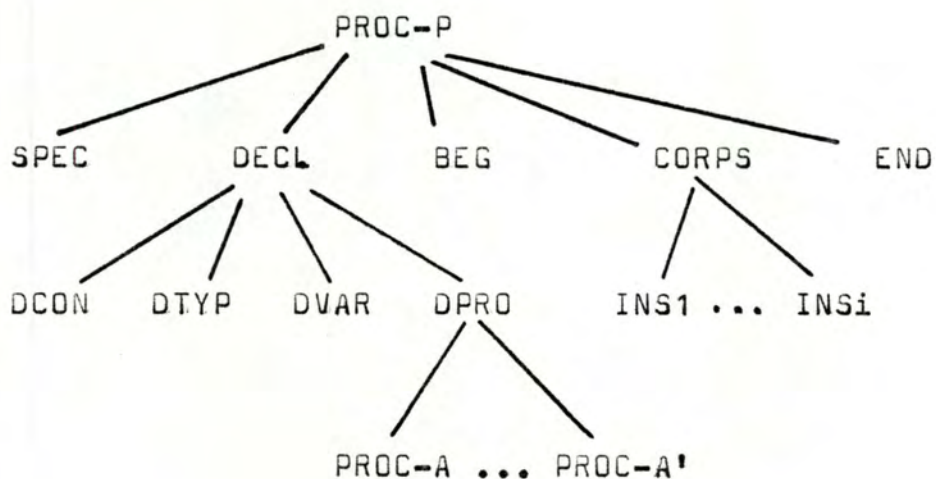 PROC-P
SPEC DECL BEG CORPS END
DCON DTYP DVAR DPRO INS1 ... INSi
PROC-A ... PROC-A'